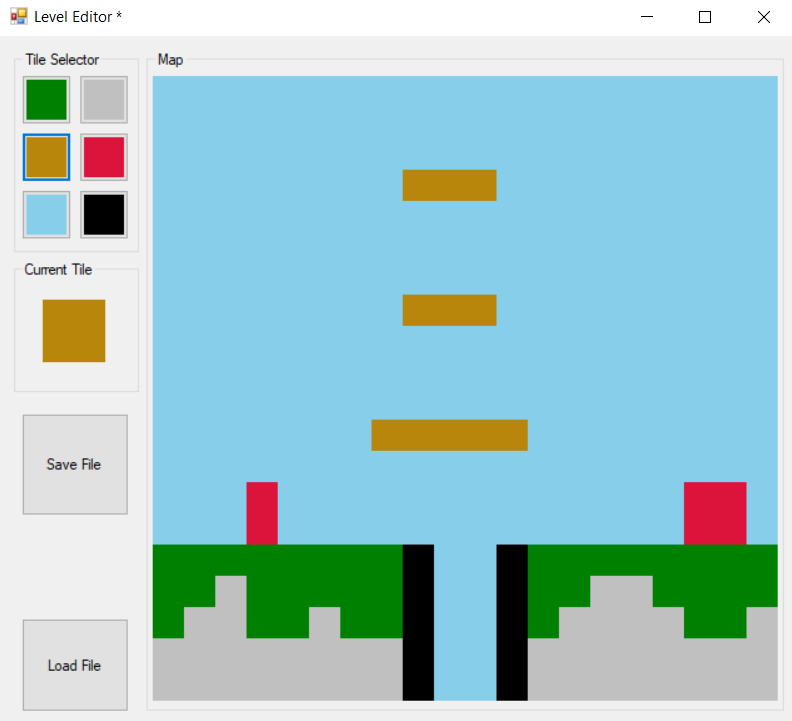 Level Editor *
Tile Selector
Map
Current Tile
Save File
Load File